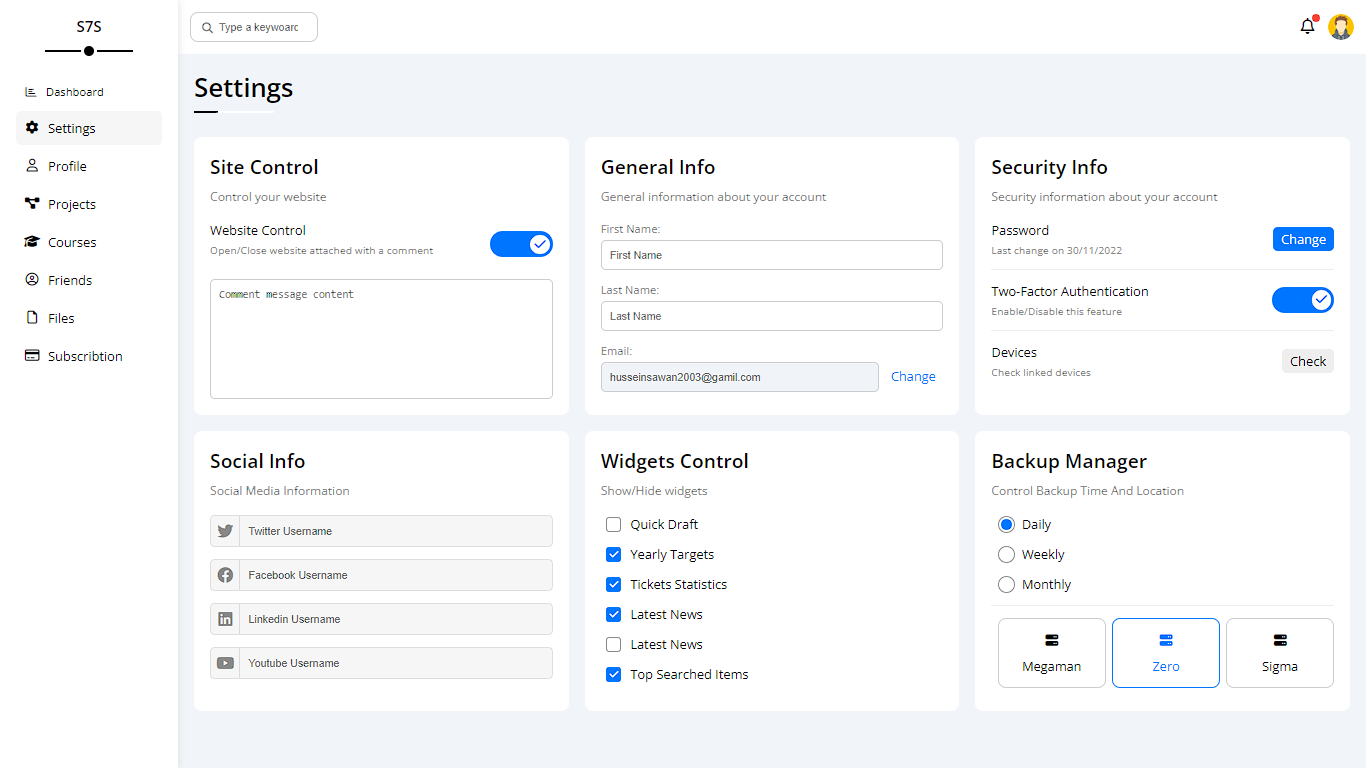 S7S
Dashboard
Settings
Profile
Projects
Courses
Friends
Files
Subscribtion
Type a keywoard
Settings
Site Control
Control your website
Website Control
Open/Close website attached with a comment
Comment message content
General Info
General information about your account
First Name:
First Name
Last Name:
Last Name
Email:
husseinsawan2003@gamil.com
Change
Security Info
Security information about your account
Password
Last change on 30/11/2022
Change
Two-Factor Authentication
Enable/Disable this feature
Devices
Check linked devices
Check
Social Info
Social Media Information
Twitter Username
Facebook Username
Linkedin Username
Youtube Username
Widgets Control
Show/Hide widgets
Quick Draft
Yearly Targets
Tickets Statistics
Latest News
Latest News
Top Searched Items
Backup Manager
Control Backup Time And Location
Daily
Weekly
Monthly
Megaman
Zero
Sigma